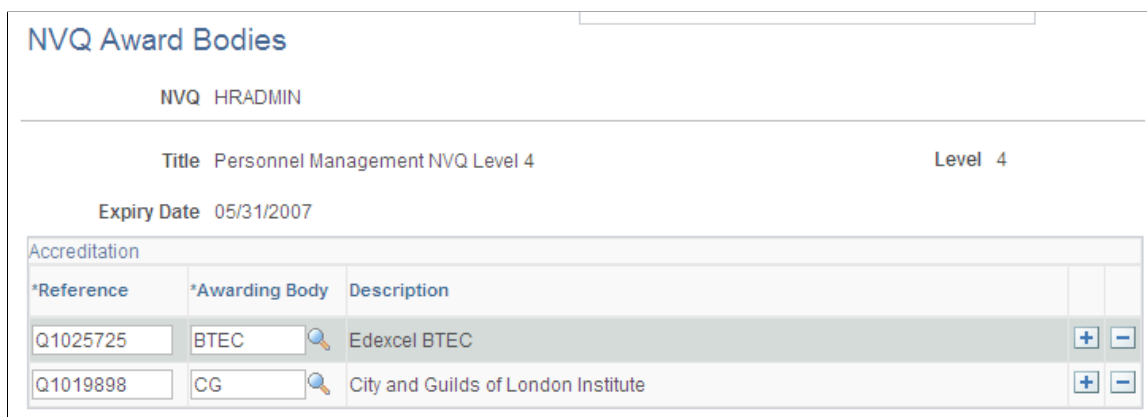 NVQ Award Bodies
NVQ HRADMIN
Title Personnel Management NVQ Level 4 Level 4
Expiry Date 05/31/2007
Accreditation
*Reference *Awarding Body Description
Q1025725 BTEC Edexcel BTEC
Q1019898 CG City and Guilds of London Institute